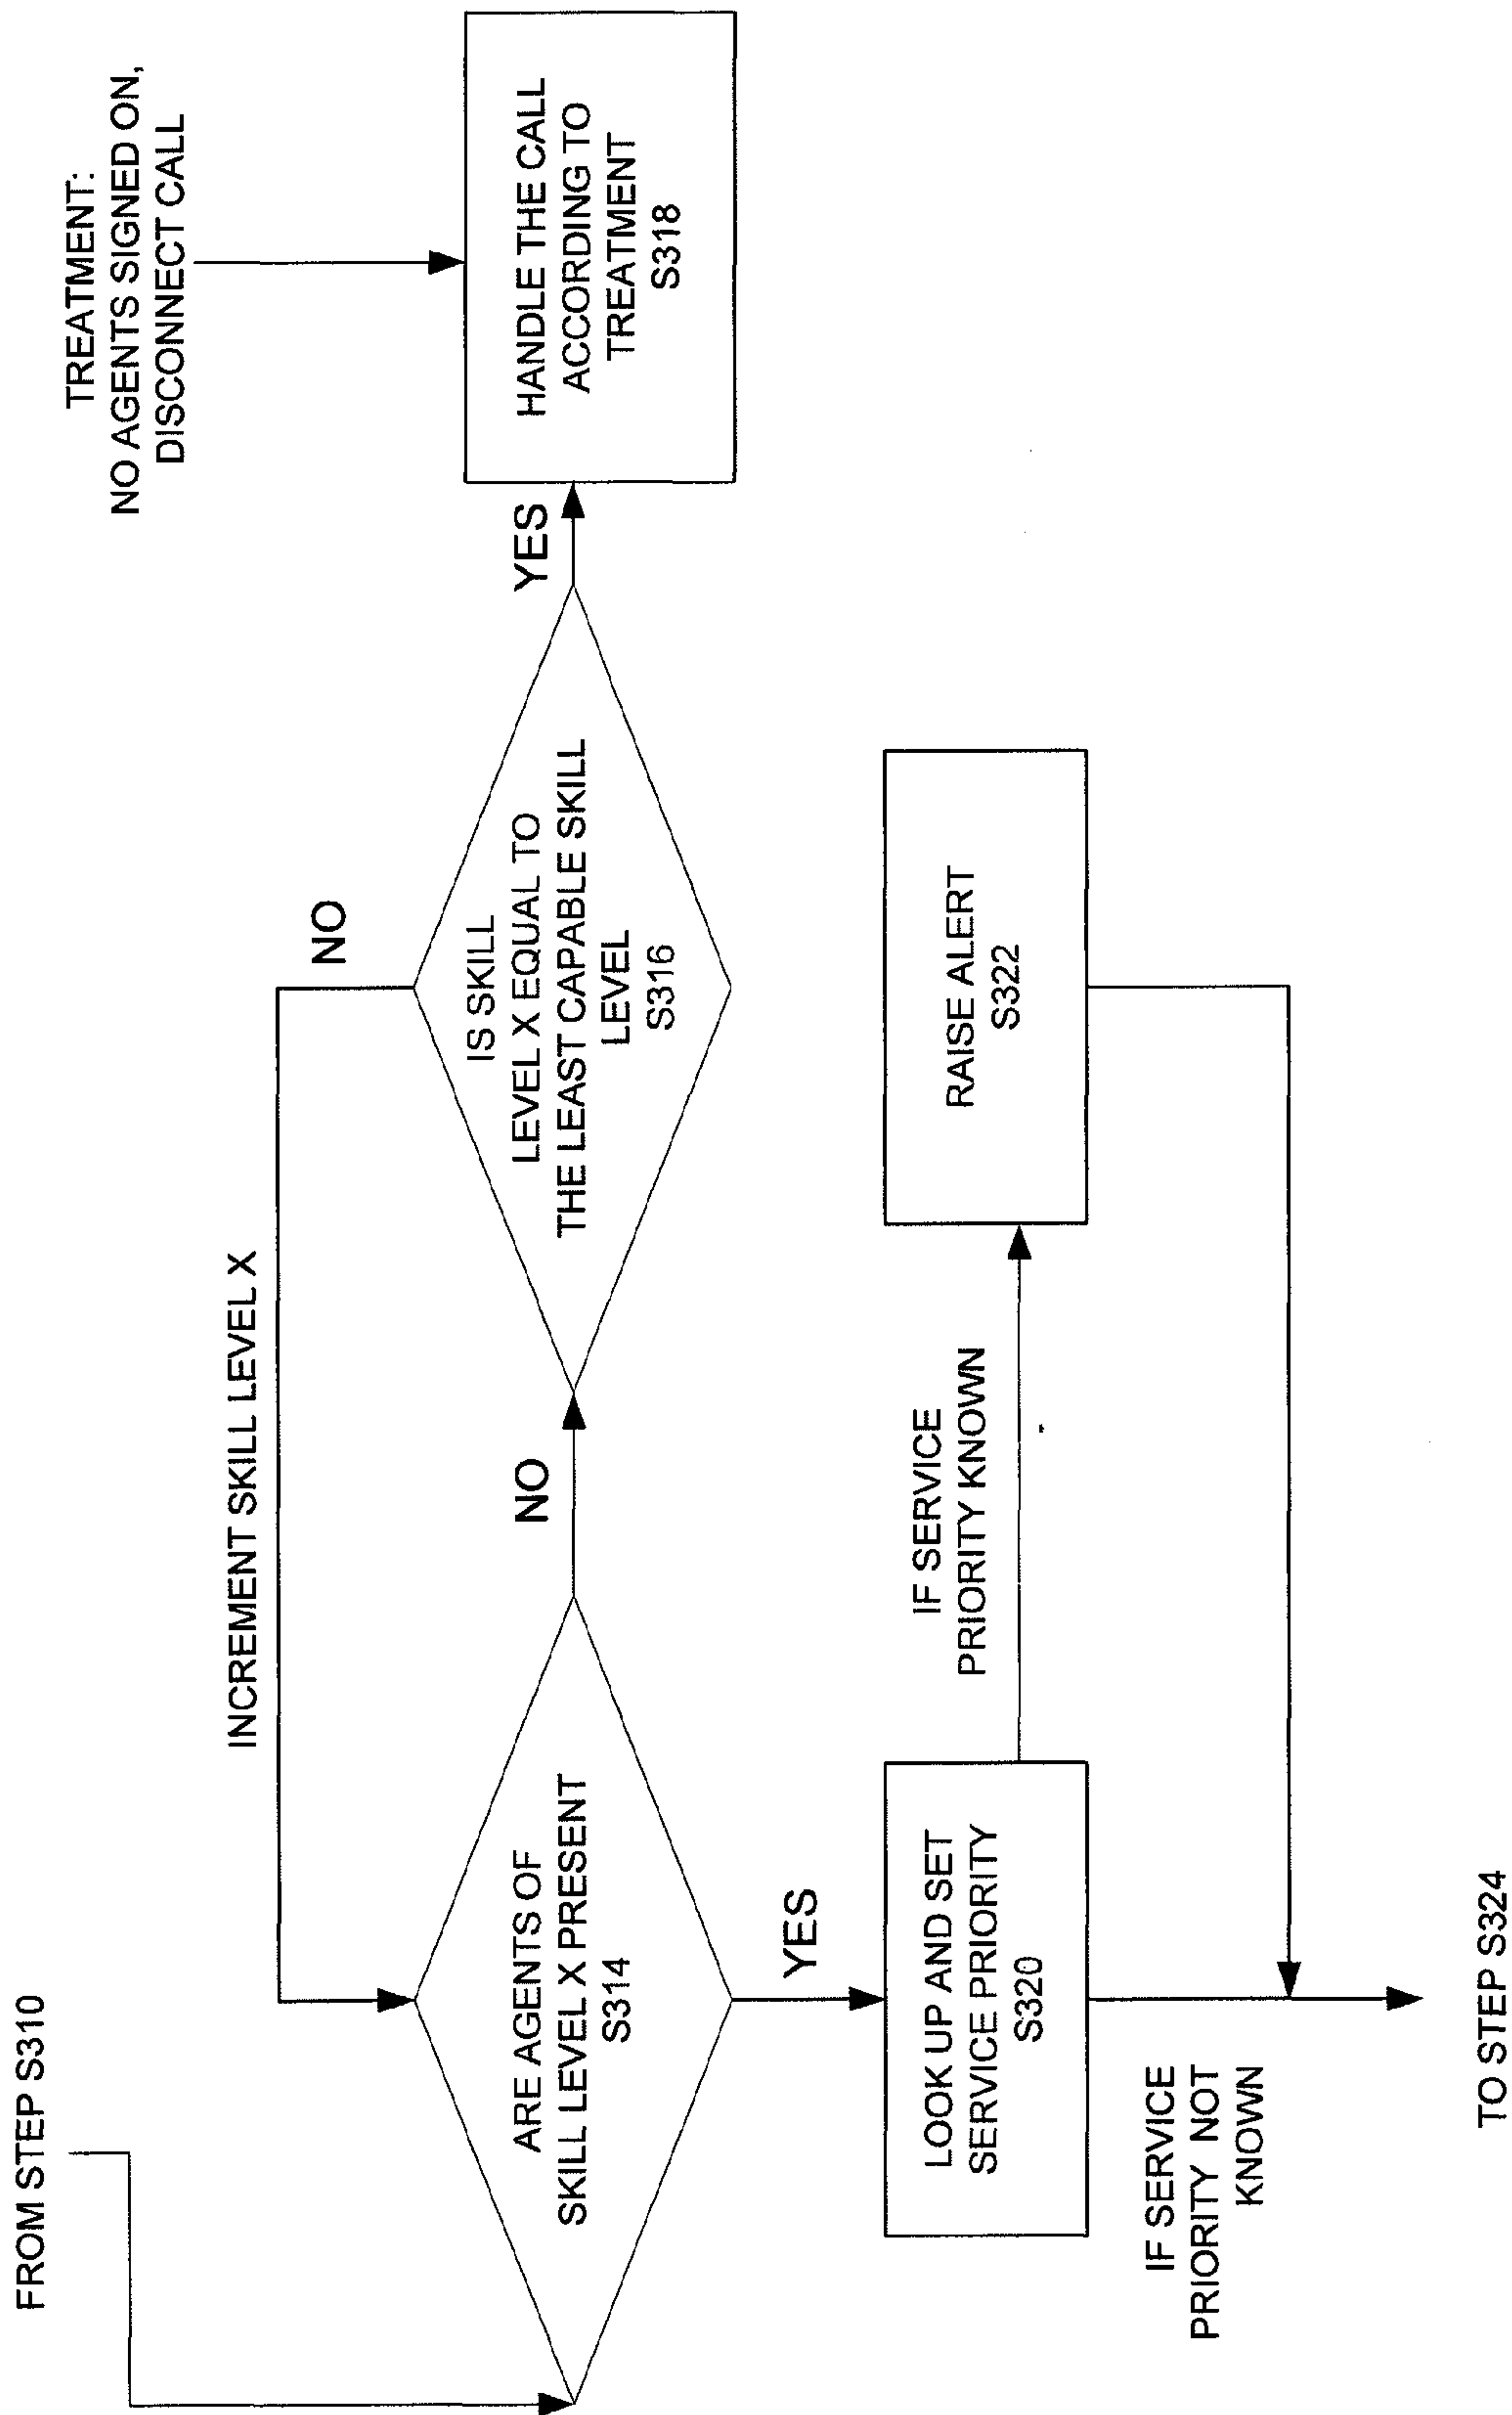 FROM STEP S310
INCREMENT SKILL LEVEL X
ARE AGENTS OF
SKILL LEVEL X PRESENT
S314
NO
IS SKILL
LEVEL X EQUAL TO
THE LEAST CAPABLE SKILL
LEVEL
S316
NO
YES
TREATMENT:
NO AGENTS SIGNED ON,
DISCONNECT CALL
HANDLE THE CALL
ACCORDING TO
TREATMENT
S318
YES
LOOK UP AND SET
SERVICE PRIORITY
S320
IF SERVICE
PRIORITY KNOWN
RAISE ALERT
S322
IF SERVICE
PRIORITY NOT
KNOWN
TO STEP S324